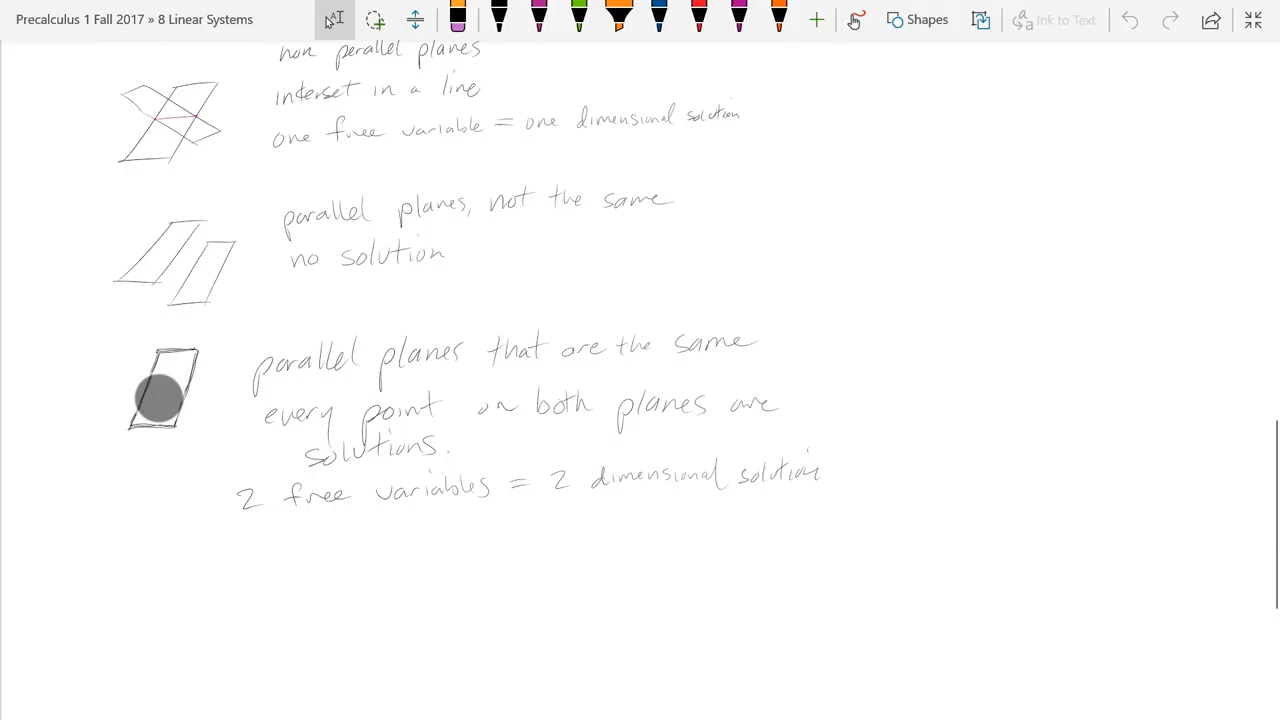 Precalculus 1 Fall 2017 » 8 Linear Systems
Shapes
Ink to Text
non perallel planes
interset in a line
one free variable = one dimensional solution
parallel planes, not the same
no solution
parallel planes that are the same
every point on both planes are
solutions.
2 free variables = 2 dimensional solution